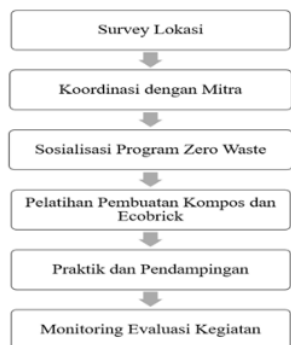 Survey Lokasi
Koordinasi dengan Mitra
Sosialisasi Program Zero Waste
Pelatihan Pembuatan Kompos dan
Ecobrick
Praktik dan Pendampingan
Monitoring Evaluasi Kegiatan